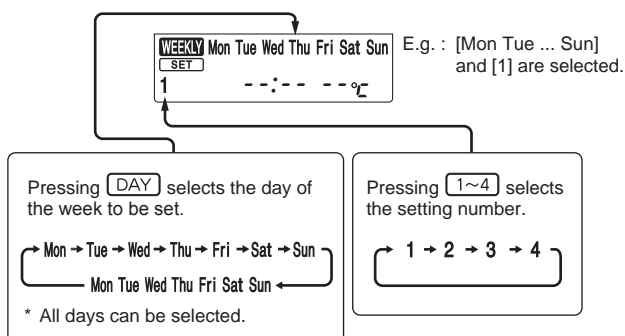 WEEKLY Mon Tue Wed Thu Fri Sat Sun
SET
1 --:-- --°C
E.g. : [Mon Tue ... Sun]
and [1] are selected.
Pressing DAY selects the day of
the week to be set.
Mon → Tue → Wed → Thu → Fri → Sat → Sun
Mon Tue Wed Thu Fri Sat Sun ←
* All days can be selected.
Pressing 1~4 selects
the setting number.
→ 1 → 2 → 3 → 4